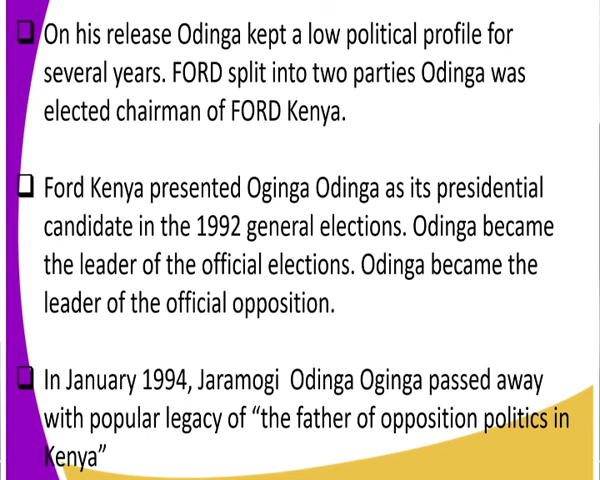 On his release Odinga kept a low political profile for
several years. FORD split into two parties Odinga was
elected chairman of FORD Kenya.
Ford Kenya presented Oginga Odinga as its presidential
candidate in the 1992 general elections. Odinga became
the leader of the official elections. Odinga became the
leader of the official opposition.
In January 1994, Jaramogi Odinga Oginga passed away
with popular legacy of “the father of opposition politics in
Kenya”